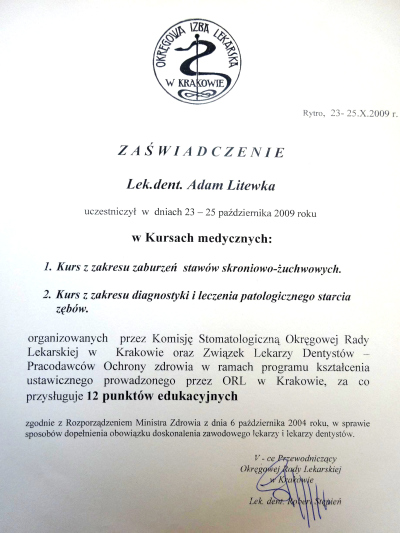 OKRĘGOWA IZBA LEKARSKA
W KRAKOWIE
Rytro, 23- 25.X.2009 r.
ZAŚWIADCZENIE
Lek.dent. Adam Litewka
uczestniczył w dniach 23 – 25 października 2009 roku
w Kursach medycznych:
1. Kurs z zakresu zaburzeń stawów skroniowo-żuchwowych.
2. Kurs z zakresu diagnostyki i leczenia patologicznego starcia
zębów.
organizowanych przez Komisję Stomatologiczną Okręgowej Rady
Lekarskiej w Krakowie oraz Związek Lekarzy Dentystów –
Pracodawców Ochrony zdrowia w ramach programu kształcenia
ustawicznego prowadzonego przez ORL w Krakowie, za co
przysługuje 12 punktów edukacyjnych
zgodnie z Rozporządzeniem Ministra Zdrowia z dnia 6 października 2004 roku, w sprawie
sposobów dopełnienia obowiązku doskonalenia zawodowego lekarzy i lekarzy dentystów.
V - ce Przewodniczący
Okręgowej Rady Lekarskiej
w Krakowie
Lek. dent. Robert Stępień